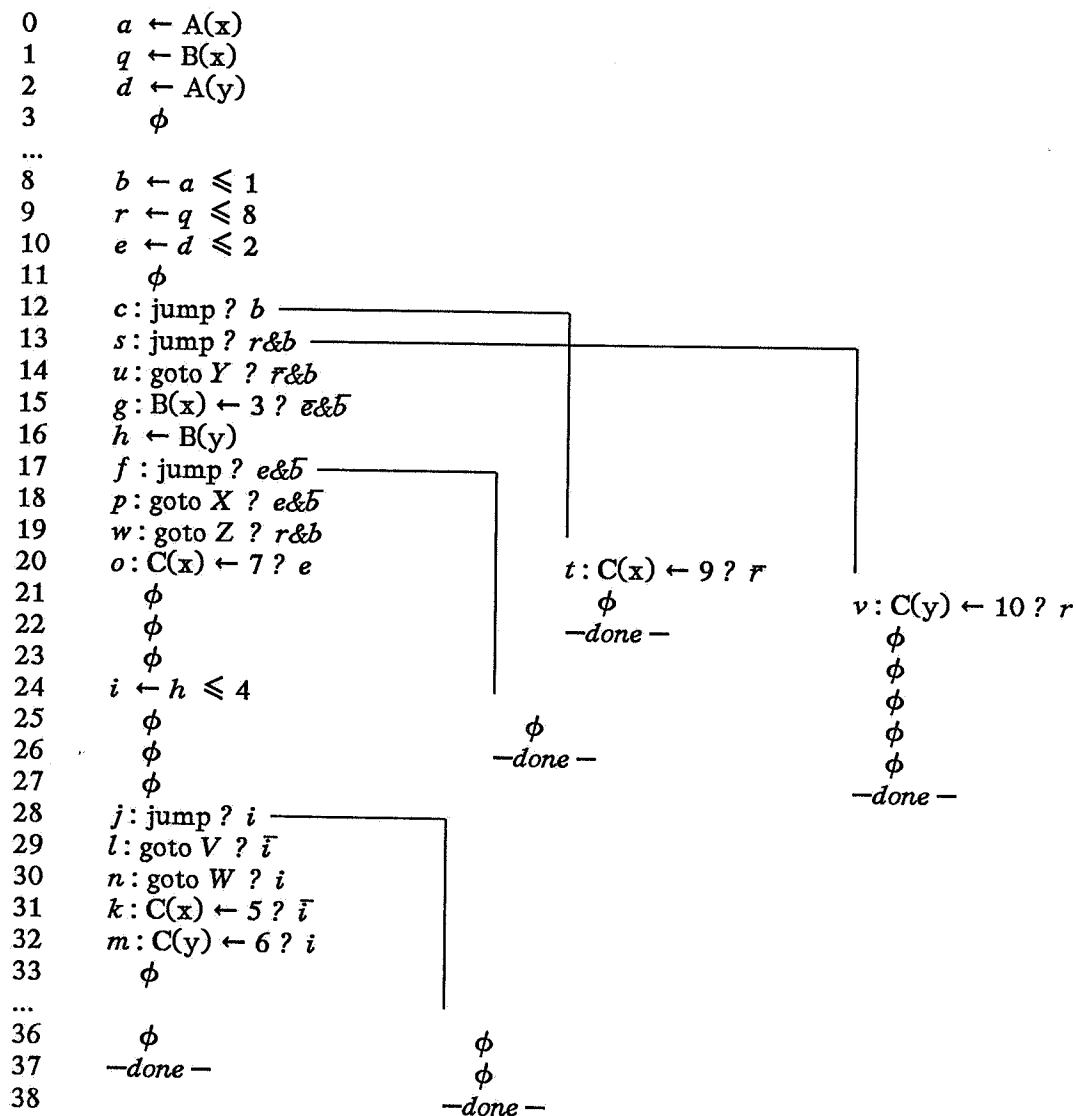 0 a ← A(x)
1 q ← B(x)
2 d ← A(y)
3 ϕ
...
8 b ← a ⩽ 1
9 r ← q ⩽ 8
10 e ← d ⩽ 2
11 ϕ
12 c : jump ? b
13 s : jump ? r&b
14 u : goto Y ? r̅&b
15 g : B(x) ← 3 ? e̅&b̅
16 h ← B(y)
17 f : jump ? e&b̅
18 p : goto X ? e&b̅
19 w : goto Z ? r&b
20 o : C(x) ← 7 ? e t : C(x) ← 9 ? r̅
21 ϕ ϕ v : C(y) ← 10 ? r
22 ϕ —done — ϕ
23 ϕ ϕ
24 i ← h ⩽ 4 ϕ
25 ϕ ϕ ϕ
26 ϕ —done — ϕ
27 ϕ —done —
28 j : jump ? i
29 l : goto V ? i̅
30 n : goto W ? i
31 k : C(x) ← 5 ? i̅
32 m : C(y) ← 6 ? i
33 ϕ
...
36 ϕ ϕ
37 —done — ϕ
38 —done —